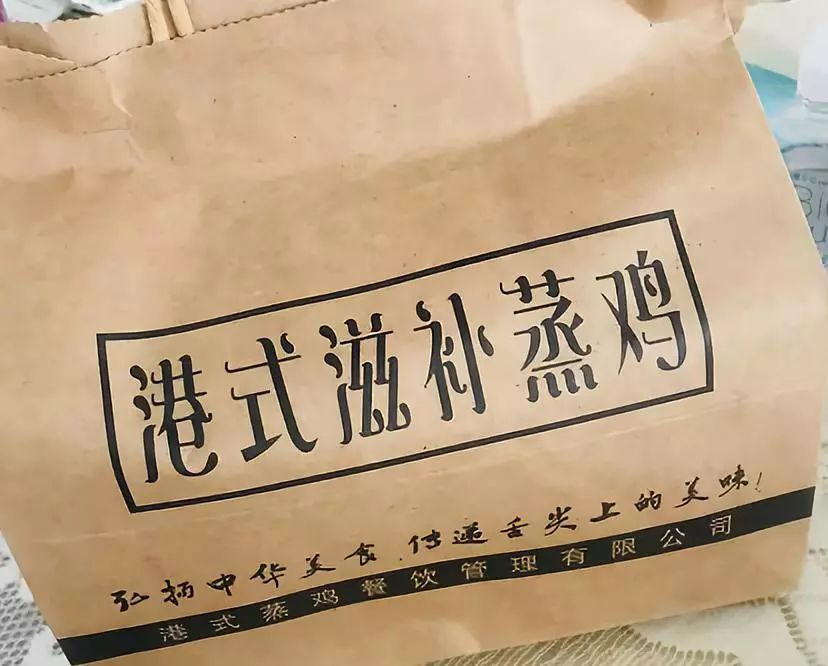 港式滋补蒸鸡
弘扬中华美食 传递舌尖上的美味!
港式蒸鸡餐饮管理有限公司